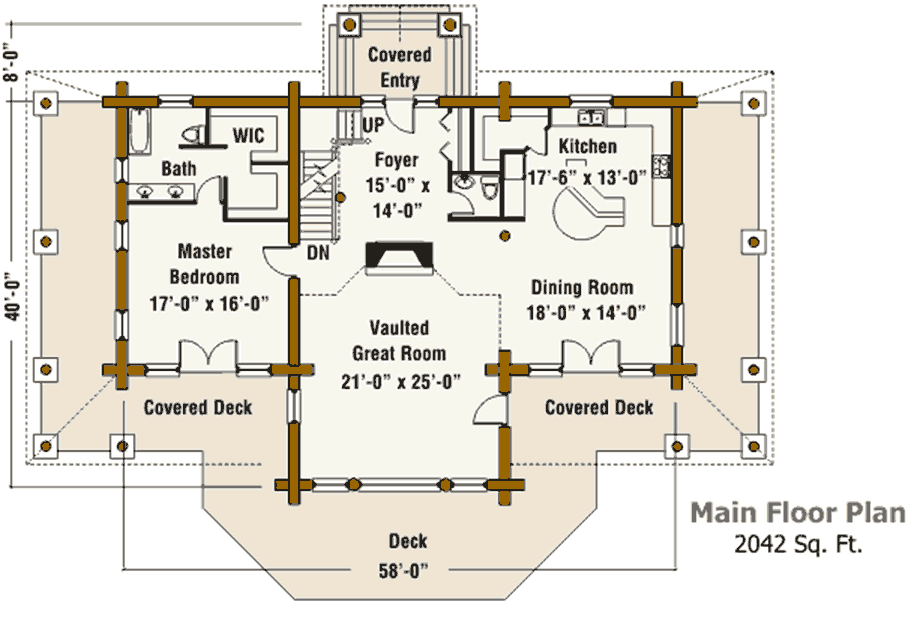 8'-0"
40'-0"
Covered
Entry
UP
WIC
Bath
Foyer
15'-0" x
14'-0"
Kitchen
17'-6" x 13'-0"
DN
Master
Bedroom
17'-0" x 16'-0"
Dining Room
18'-0" x 14'-0"
Vaulted
Great Room
21'-0" x 25'-0"
Covered Deck
Covered Deck
Deck
58'-0"
Main Floor Plan
2042 Sq. Ft.